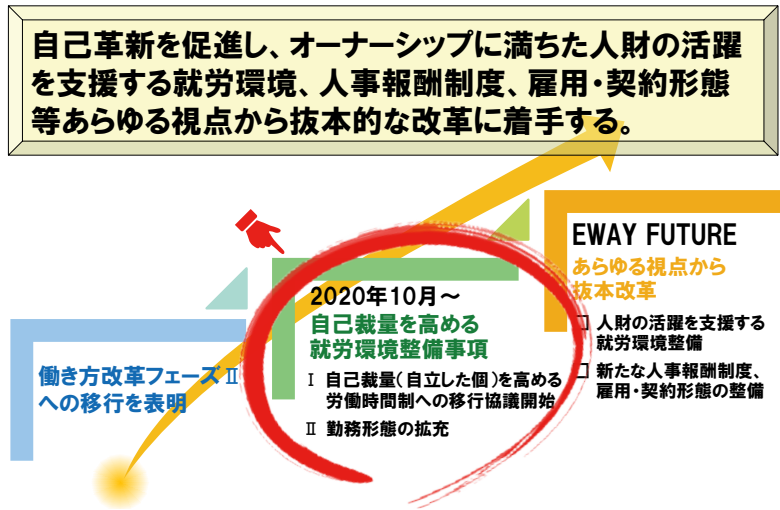 自己革新を促進し、オーナーシップに満ちた人財の活躍
を支援する就労環境、人事報酬制度、雇用・契約形態
等あらゆる視点から抜本的な改革に着手する。
働き方改革フェーズⅡ
への移行を表明
2020年10月～
自己裁量を高める
就労環境整備事項
Ⅰ 自己裁量（自立した個）を高める
労働時間制への移行協議開始
Ⅱ 勤務形態の拡充
EWAY FUTURE
あらゆる視点から
抜本改革
□ 人財の活躍を支援する
就労環境整備
□ 新たな人事報酬制度、
雇用・契約形態の整備